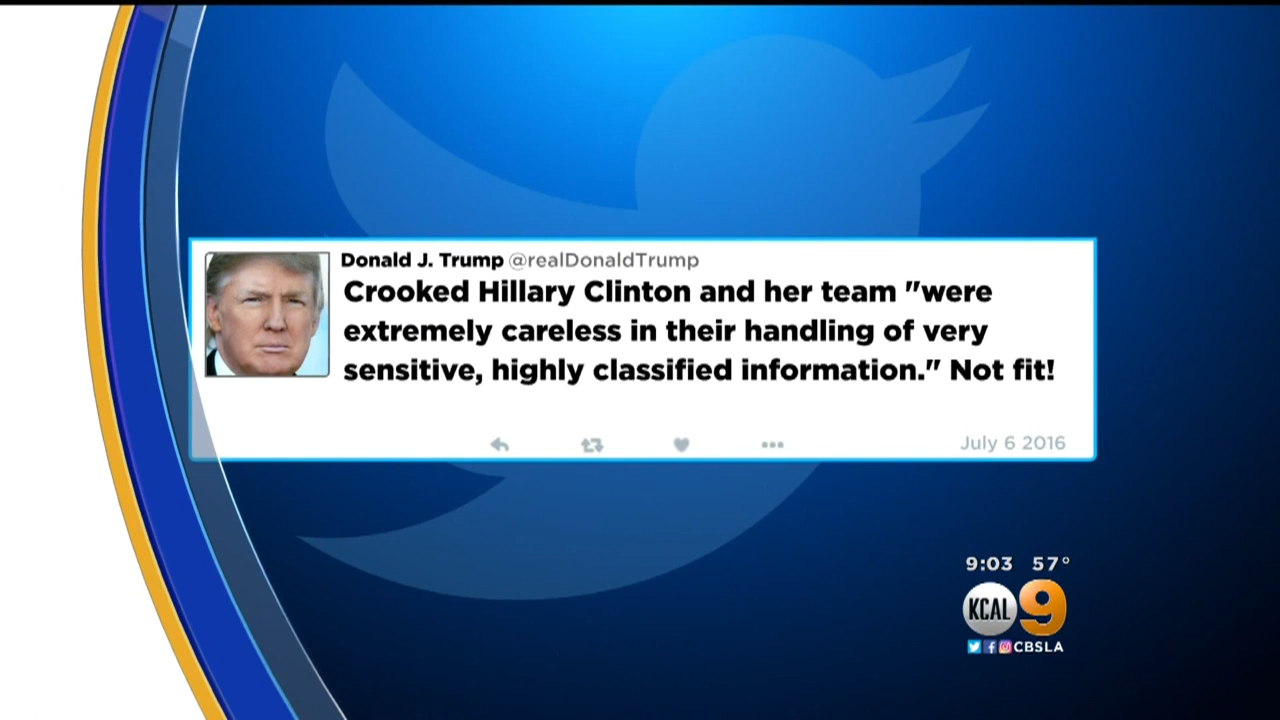 Donald J. Trump @realDonaldTrump
Crooked Hillary Clinton and her team "were
extremely careless in their handling of very
sensitive, highly classified information." Not fit!
July 6 2016
9:03 57°
KCAL 9
CBSLA